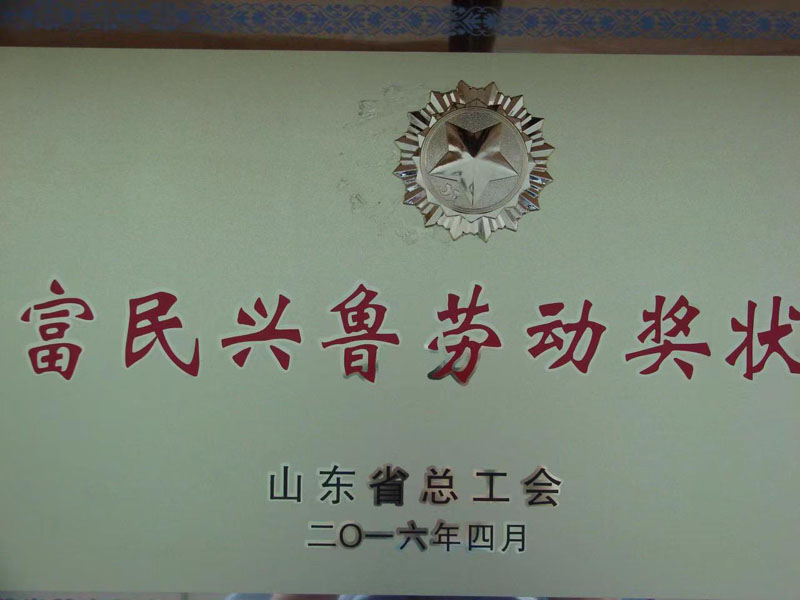 富民兴鲁劳动奖状
山东省总工会
二〇一六年四月